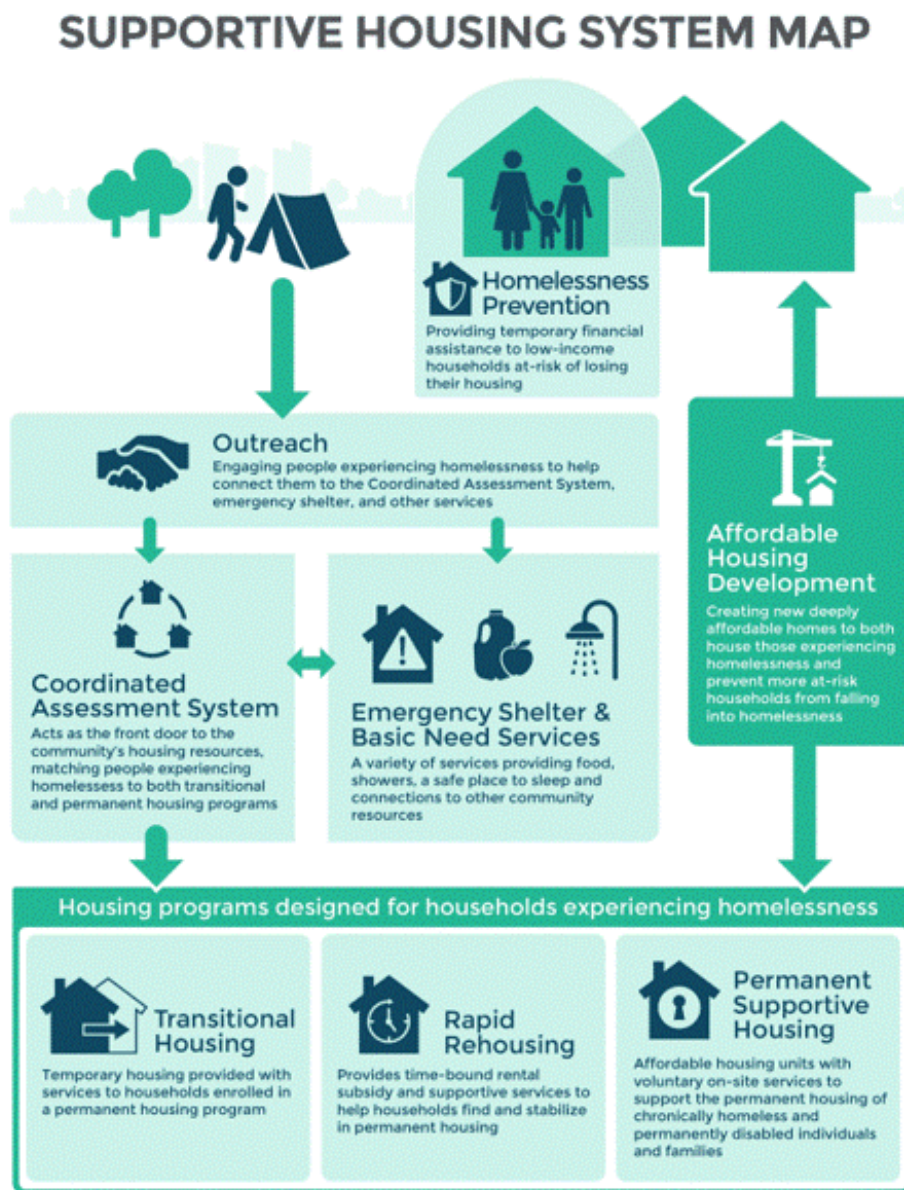 SUPPORTIVE HOUSING SYSTEM MAP
Homelessness
Prevention
Providing temporary financial
assistance to low-income
households at-risk of losing
their housing
Outreach
Engaging people experiencing homelessness to help
connect them to the Coordinated Assessment System,
emergency shelter, and other services
Coordinated
Assessment System
Acts as the front door to the
community's housing resources,
matching people experiencing
homelessess to both transitional
and permanent housing programs
Emergency Shelter &
Basic Need Services
A variety of services providing food,
showers, a safe place to sleep and
connections to other community
resources
Affordable
Housing
Development
Creating new deeply
affordable homes to both
house those experiencing
homelessness and
prevent more at-risk
households from falling
into homelessness
Housing programs designed for households experiencing homelessness
Transitional
Housing
Temporary housing provided with
services to households enrolled in
a permanent housing program
Rapid
Rehousing
Provides time-bound rental
subsidy and supportive services to
help households find and stabilize
in permanent housing
Permanent
Supportive
Housing
Affordable housing units with
voluntary on-site services to
support the permanent housing of
chronically homeless and
permanently disabled individuals
and families